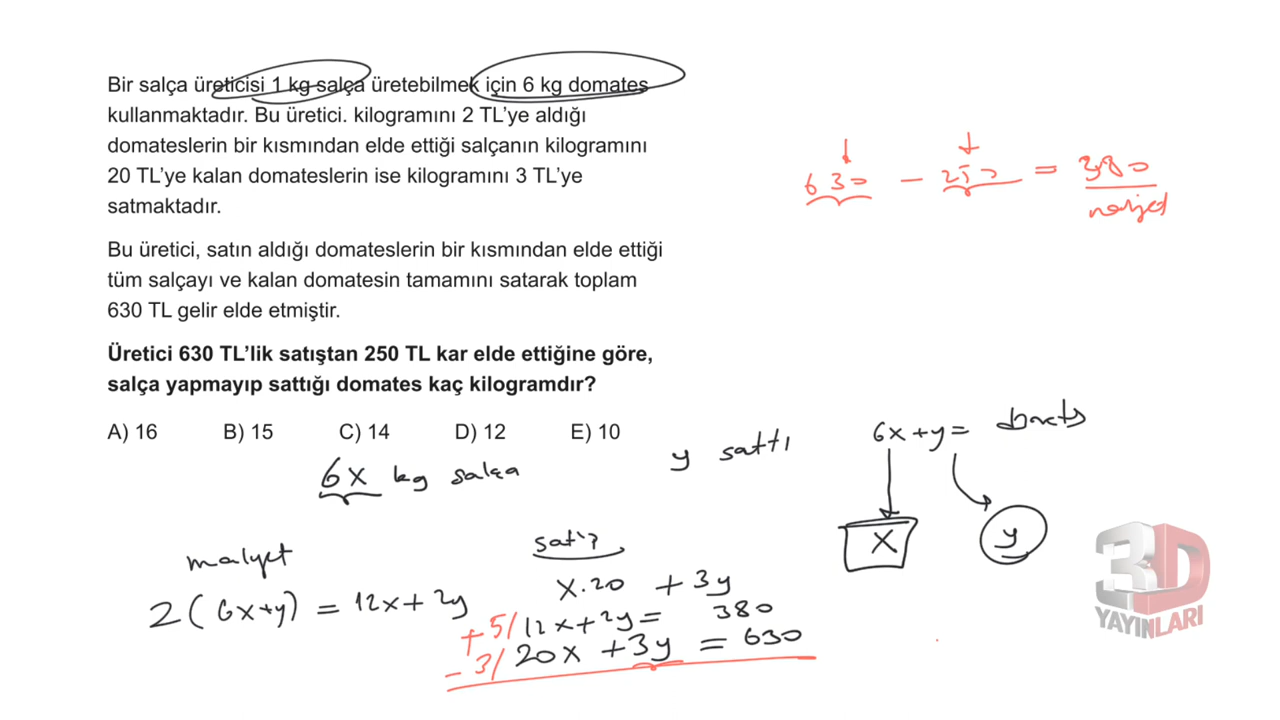 Bir salça üreticisi 1 kg salça üretebilmek için 6 kg domates
kullanmaktadır. Bu üretici. kilogramını 2 TL'ye aldığı
domateslerin bir kısmından elde ettiği salçanın kilogramını
20 TL'ye kalan domateslerin ise kilogramını 3 TL'ye
satmaktadır.
Bu üretici, satın aldığı domateslerin bir kısmından elde ettiği
tüm salçayı ve kalan domatesin tamamını satarak toplam
630 TL gelir elde etmiştir.
Üretici 630 TL'lik satıştan 250 TL kar elde ettiğine göre,
salça yapmayıp sattığı domates kaç kilogramdır?
A) 16 B) 15 C) 14 D) 12 E) 10
630 - 250 = 380
6x kg salça
y sattı
6x+y=
x
y
malyet
2(6x+y) = 12x+2y
satış
x.20 + 3y
+5/ 12x+2y= 380
-3/ 20x +3y = 630
3D
YAYINLARI